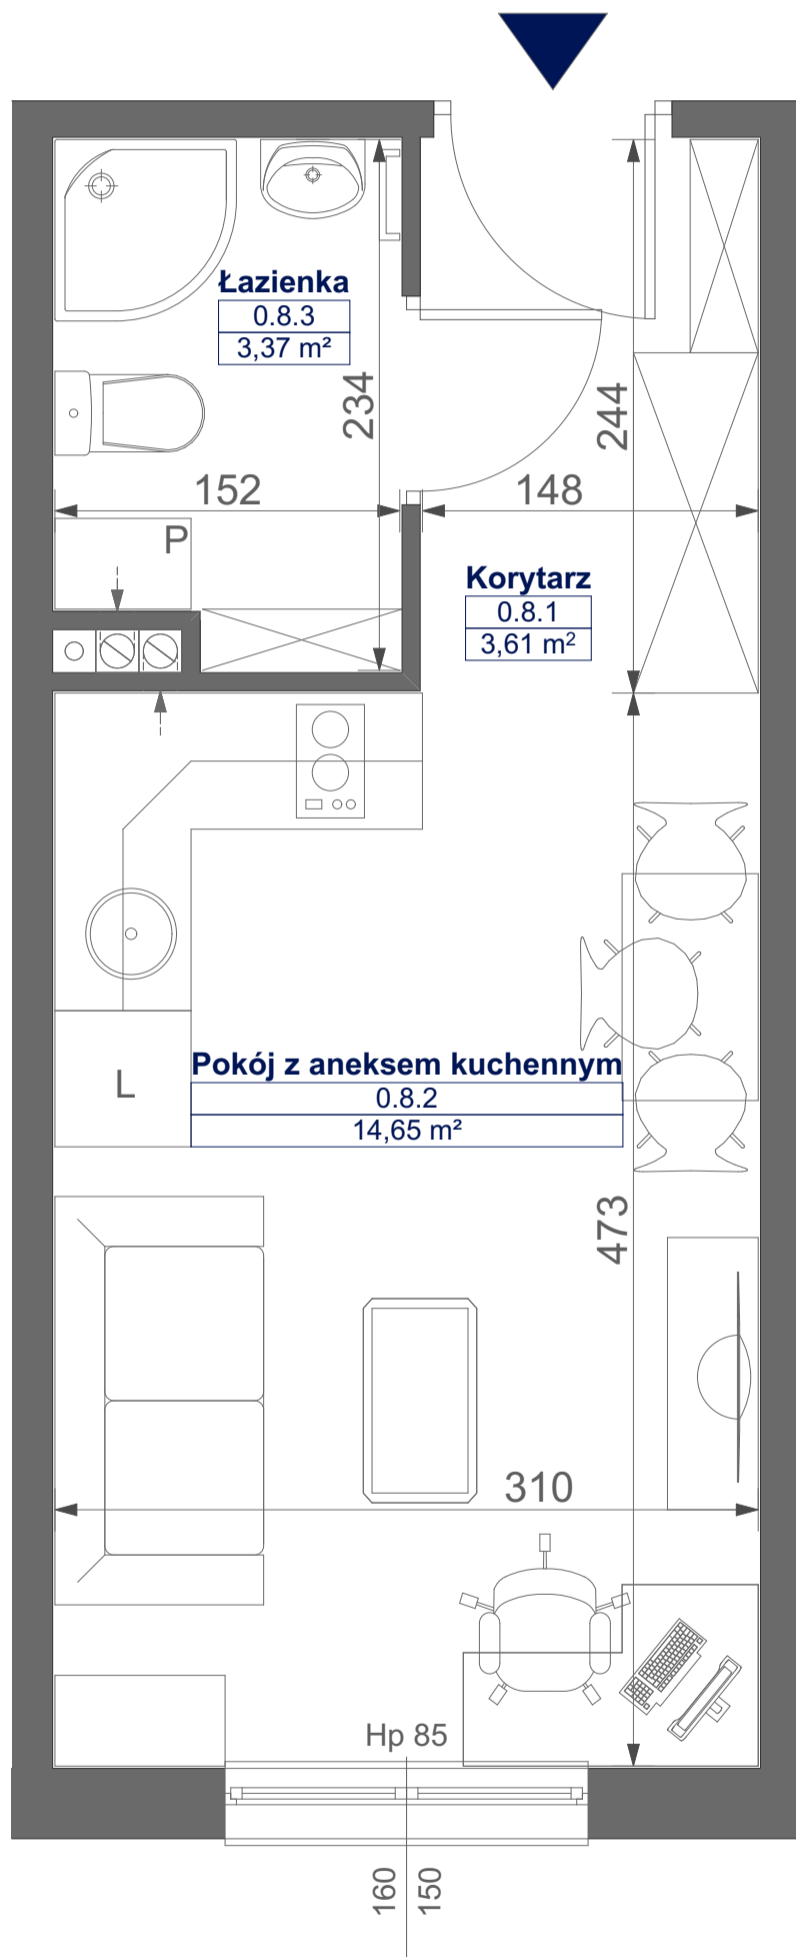 Łazienka
0.8.3
3,37 m²
234
244
152
148
P
Korytarz
0.8.1
3,61 m²
L
Pokój z aneksem kuchennym
0.8.2
14,65 m²
473
310
Hp 85
160
150